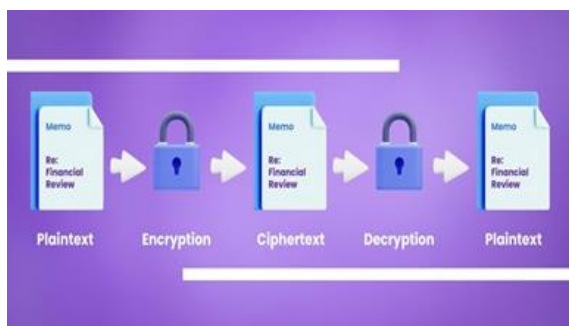 Memo
Re:
Financial
Review
Memo
Re:
Financial
Review
Memo
Re:
Financial
Review
Plaintext
Encryption
Ciphertext
Decryption
Plaintext